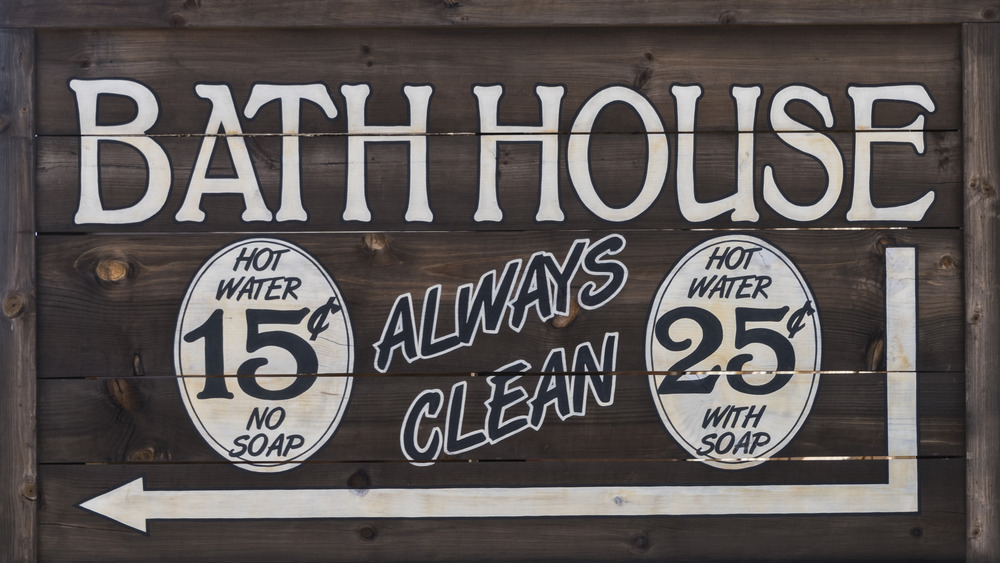 BATH HOUSE
HOT
WATER
15¢
NO
SOAP
ALWAYS
CLEAN
HOT
WATER
25¢
WITH
SOAP